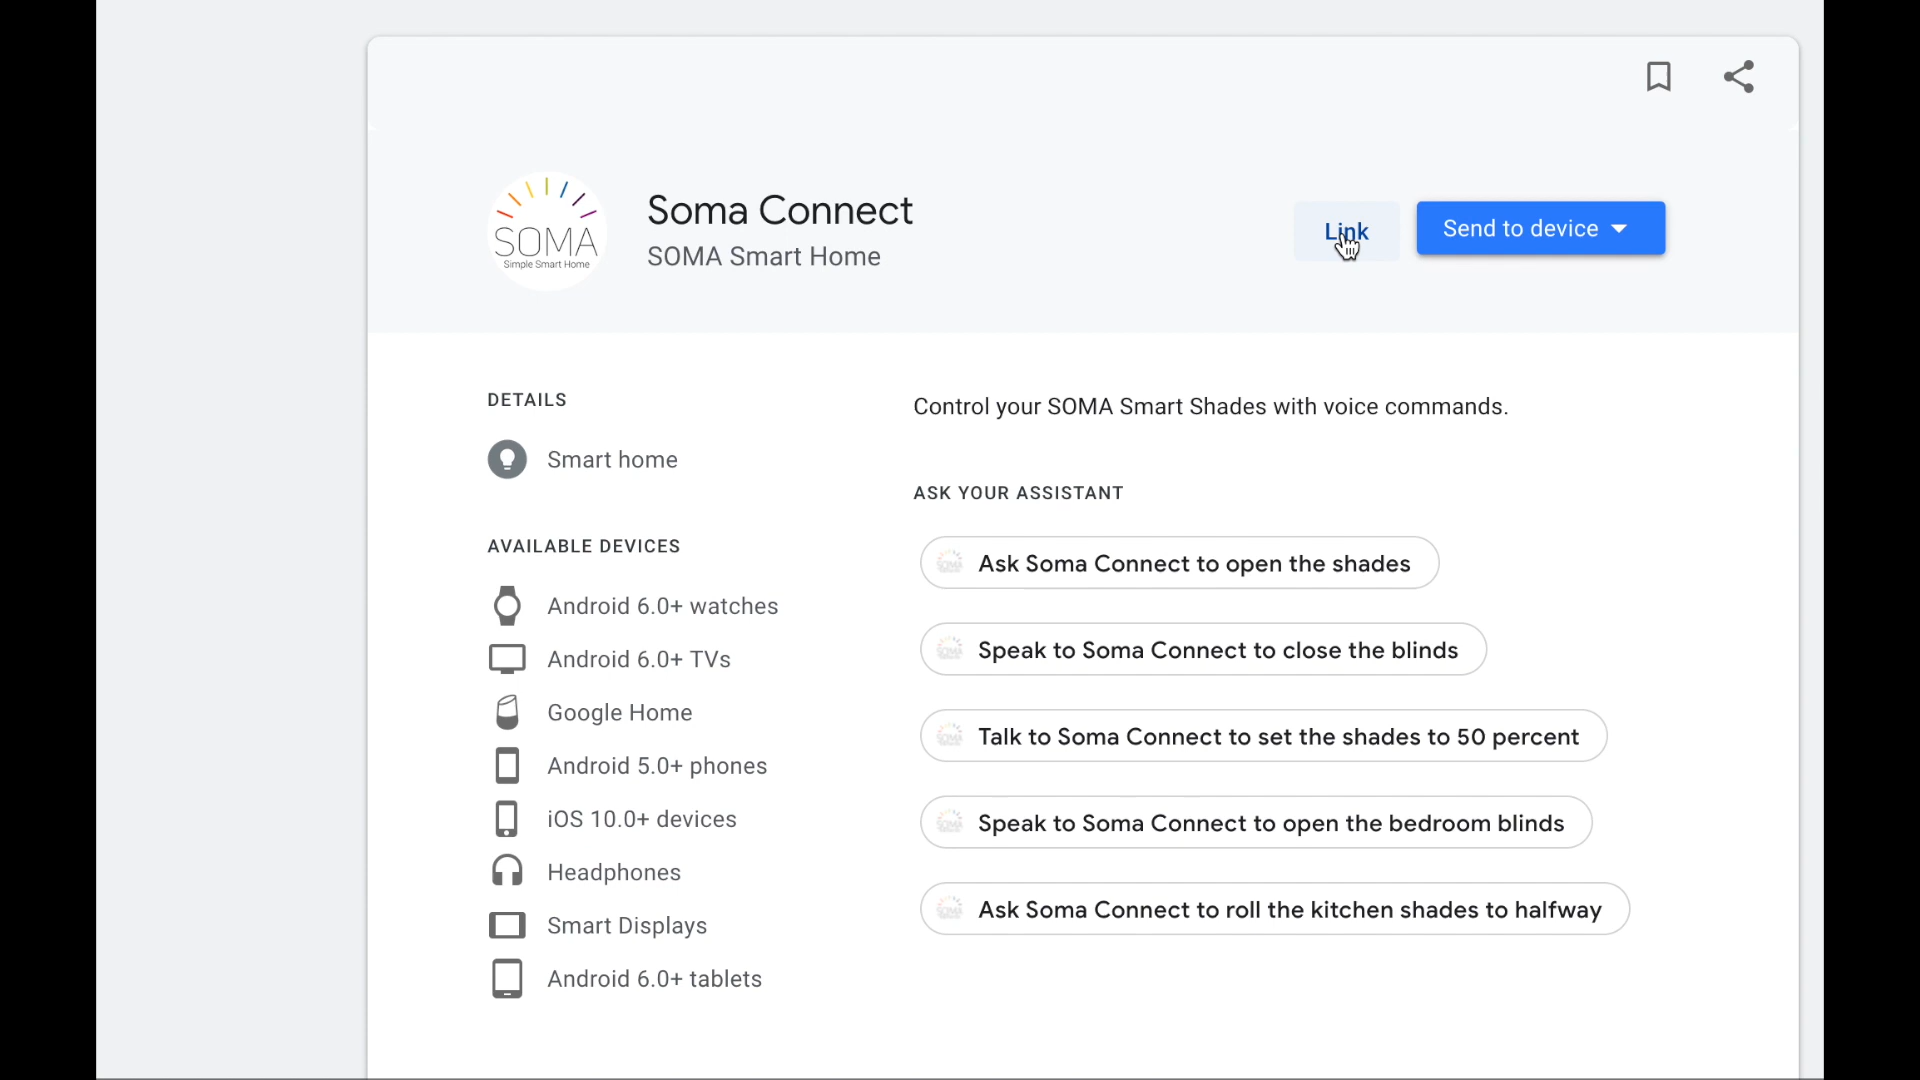 SOMA
Simple Smart Home
Soma Connect
SOMA Smart Home
Link
Send to device
DETAILS
Smart home
AVAILABLE DEVICES
Android 6.0+ watches
Android 6.0+ TVs
Google Home
Android 5.0+ phones
iOS 10.0+ devices
Headphones
Smart Displays
Android 6.0+ tablets
Control your SOMA Smart Shades with voice commands.
ASK YOUR ASSISTANT
Ask Soma Connect to open the shades
Speak to Soma Connect to close the blinds
Talk to Soma Connect to set the shades to 50 percent
Speak to Soma Connect to open the bedroom blinds
Ask Soma Connect to roll the kitchen shades to halfway